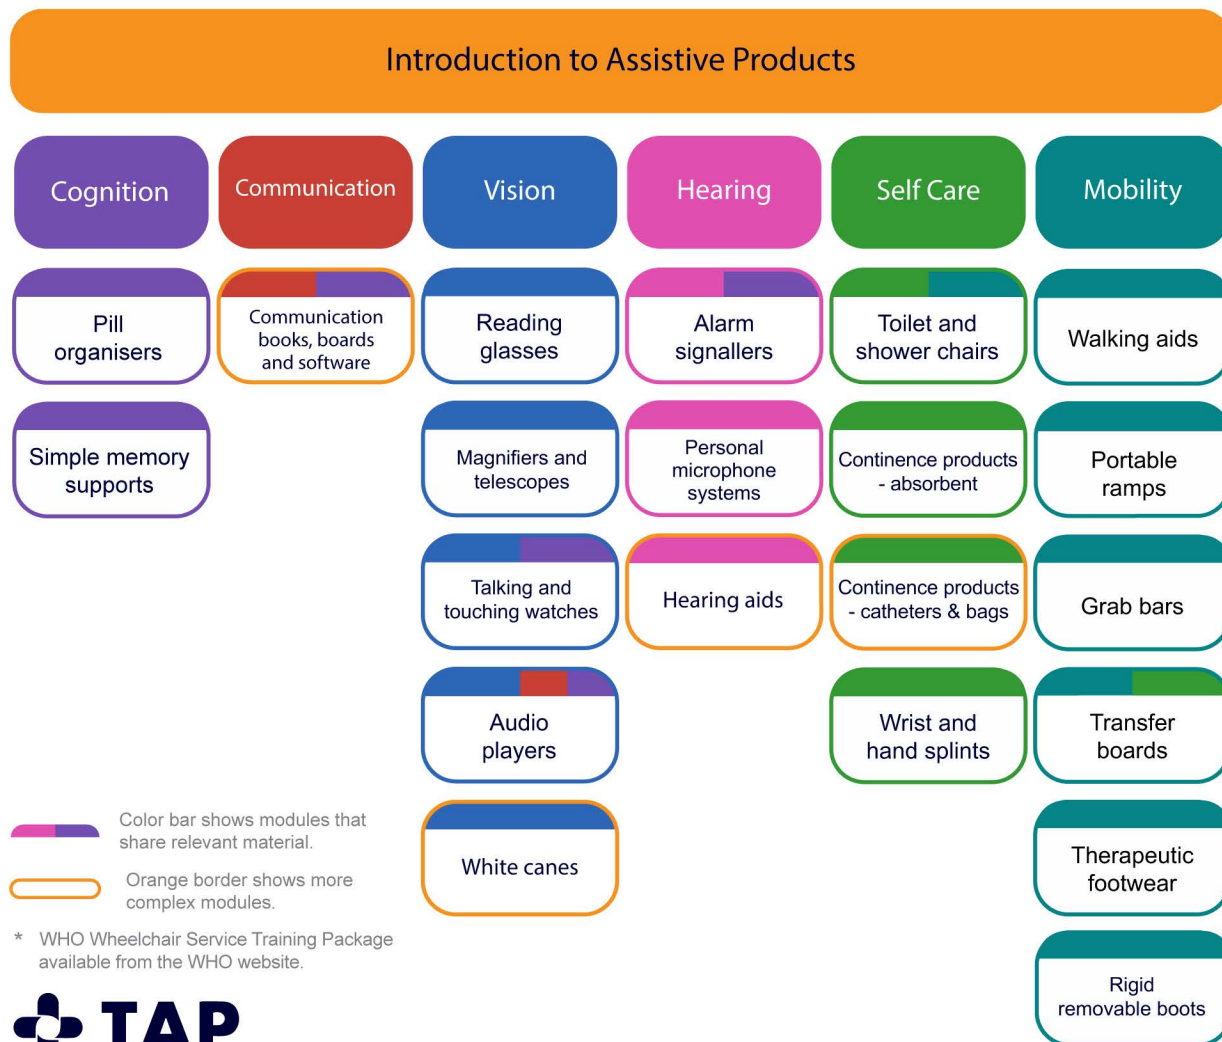 Introduction to Assistive Products
Cognition
Communication
Vision
Hearing
Self Care
Mobility
Pill
organisers
Communication
books, boards
and software
Reading
glasses
Alarm
signallers
Toilet and
shower chairs
Walking aids
Simple memory
supports
Magnifiers and
telescopes
Personal
microphone
systems
Continence products
- absorbent
Portable
ramps
Talking and
touching watches
Hearing aids
Continence products
- catheters & bags
Grab bars
Audio
players
Wrist and
hand splints
Transfer
boards
White canes
Therapeutic
footwear
Rigid
removable boots
Color bar shows modules that
share relevant material.
Orange border shows more
complex modules.
* WHO Wheelchair Service Training Package
available from the WHO website.
TAP